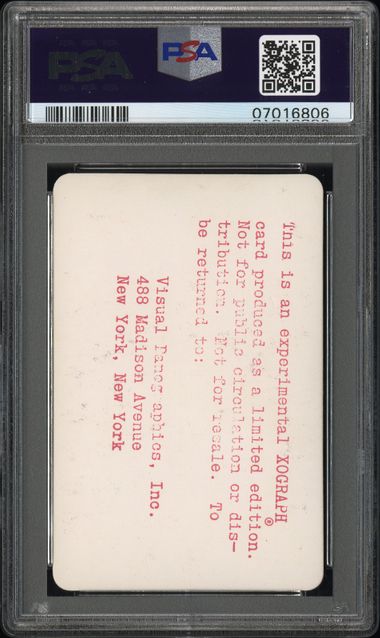 PSA
PSA
07016806
This is an experimental XOGRAPH®
card produced as a limited edition.
Not for public circulation or dis-
tribution. Not for resale. To
be returned to:
Visual Panographics, Inc.
488 Madison Avenue
New York, New York